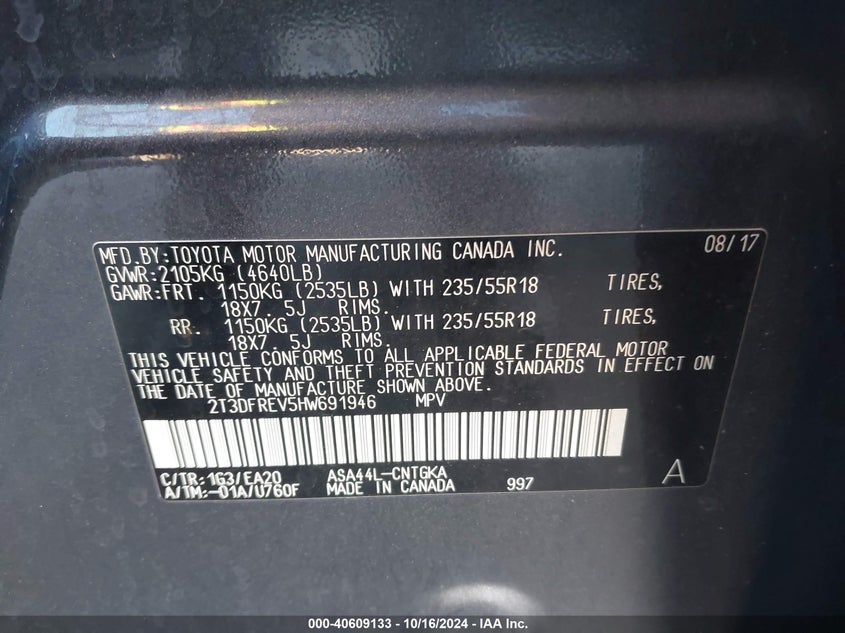 MFD.BY:TOYOTA MOTOR MANUFACTURING CANADA INC. 08/17
GVWR:2105KG (4640LB)
GAWR:FRT. 1150KG (2535LB) WITH 235/55R18 TIRES,
18X7.5J RIMS.
RR. 1150KG (2535LB) WITH 235/55R18 TIRES,
18X7.5J RIMS.
THIS VEHICLE CONFORMS TO ALL APPLICABLE FEDERAL MOTOR
VEHICLE SAFETY AND THEFT PREVENTION STANDARDS IN EFFECT ON
THE DATE OF MANUFACTURE SHOWN ABOVE.
2T3DFREV5HW691946 MPV
C/TR:1G3/EA20 ASA44L-CNTGKA A
A/TM:-01A/U760F MADE IN CANADA 997
000-40609133 - 10/16/2024 - IAA Inc.